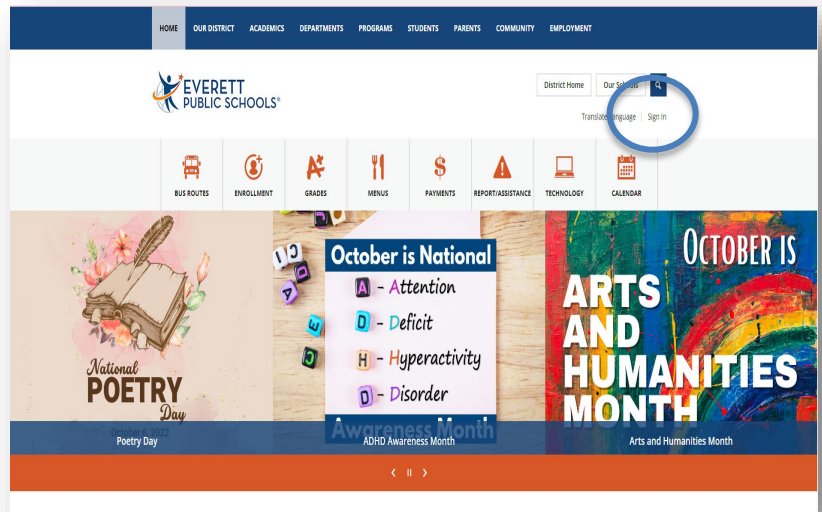 HOME OUR DISTRICT ACADEMICS DEPARTMENTS PROGRAMS STUDENTS PARENTS COMMUNITY EMPLOYMENT
EVERETT
PUBLIC SCHOOLS®
District Home Our Schools
Translate Language Sign In
BUS ROUTES ENROLLMENT GRADES MENUS PAYMENTS REPORT/ASSISTANCE TECHNOLOGY CALENDAR
National
POETRY
Day
October 6, 2022
Poetry Day
October is National
A - Attention
D - Deficit
H - Hyperactivity
D - Disorder
Awareness Month
ADHD Awareness Month
OCTOBER IS
ARTS
AND
HUMANITIES
MONTH
Arts and Humanities Month